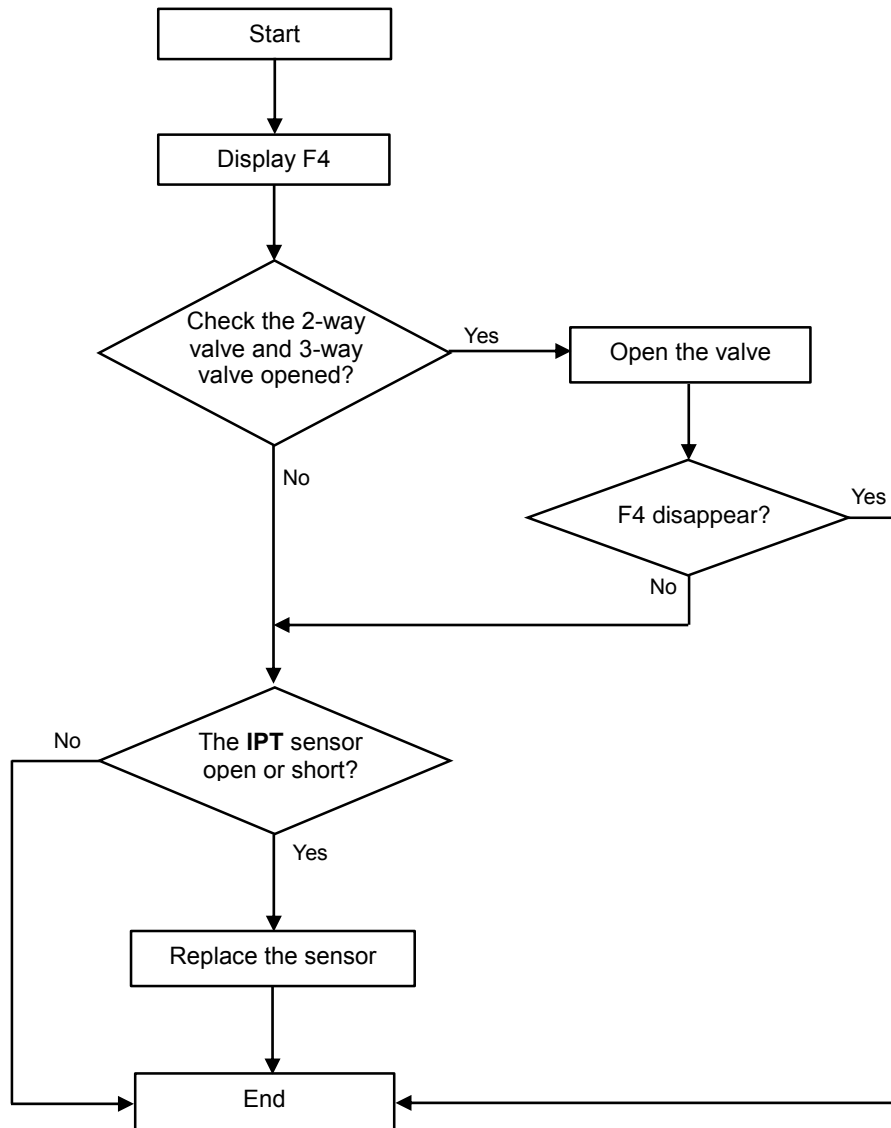 Start
Display F4
Check the 2-way
valve and 3-way
valve opened?
Yes
Open the valve
No
F4 disappear?
Yes
No
No
The IPT sensor
open or short?
Yes
Replace the sensor
End